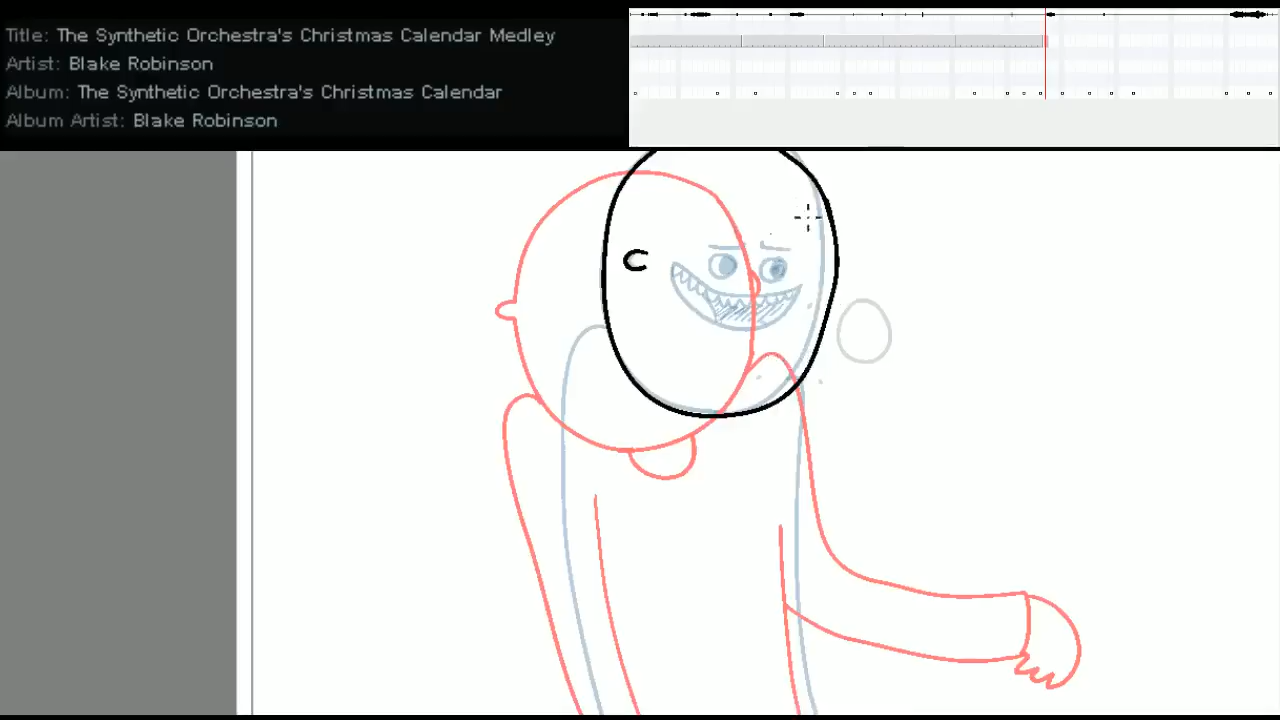 Title: The Synthetic Orchestra's Christmas Calendar Medley
Artist: Blake Robinson
Album: The Synthetic Orchestra's Christmas Calendar
Album Artist: Blake Robinson